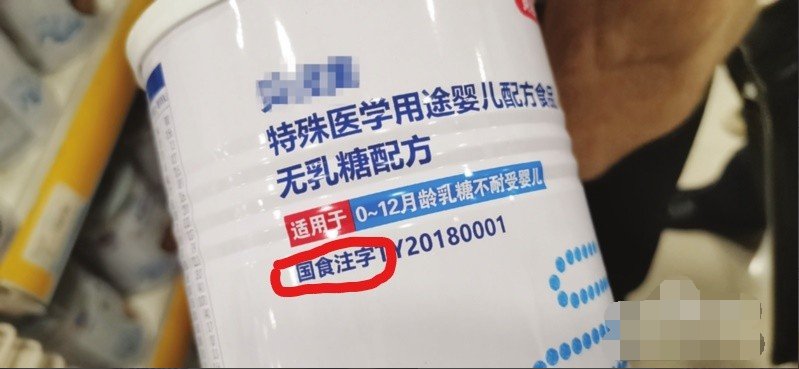 特殊医学用途婴儿配方食品
无乳糖配方
适用于 0~12月龄乳糖不耐受婴儿
国食注字TY20180001